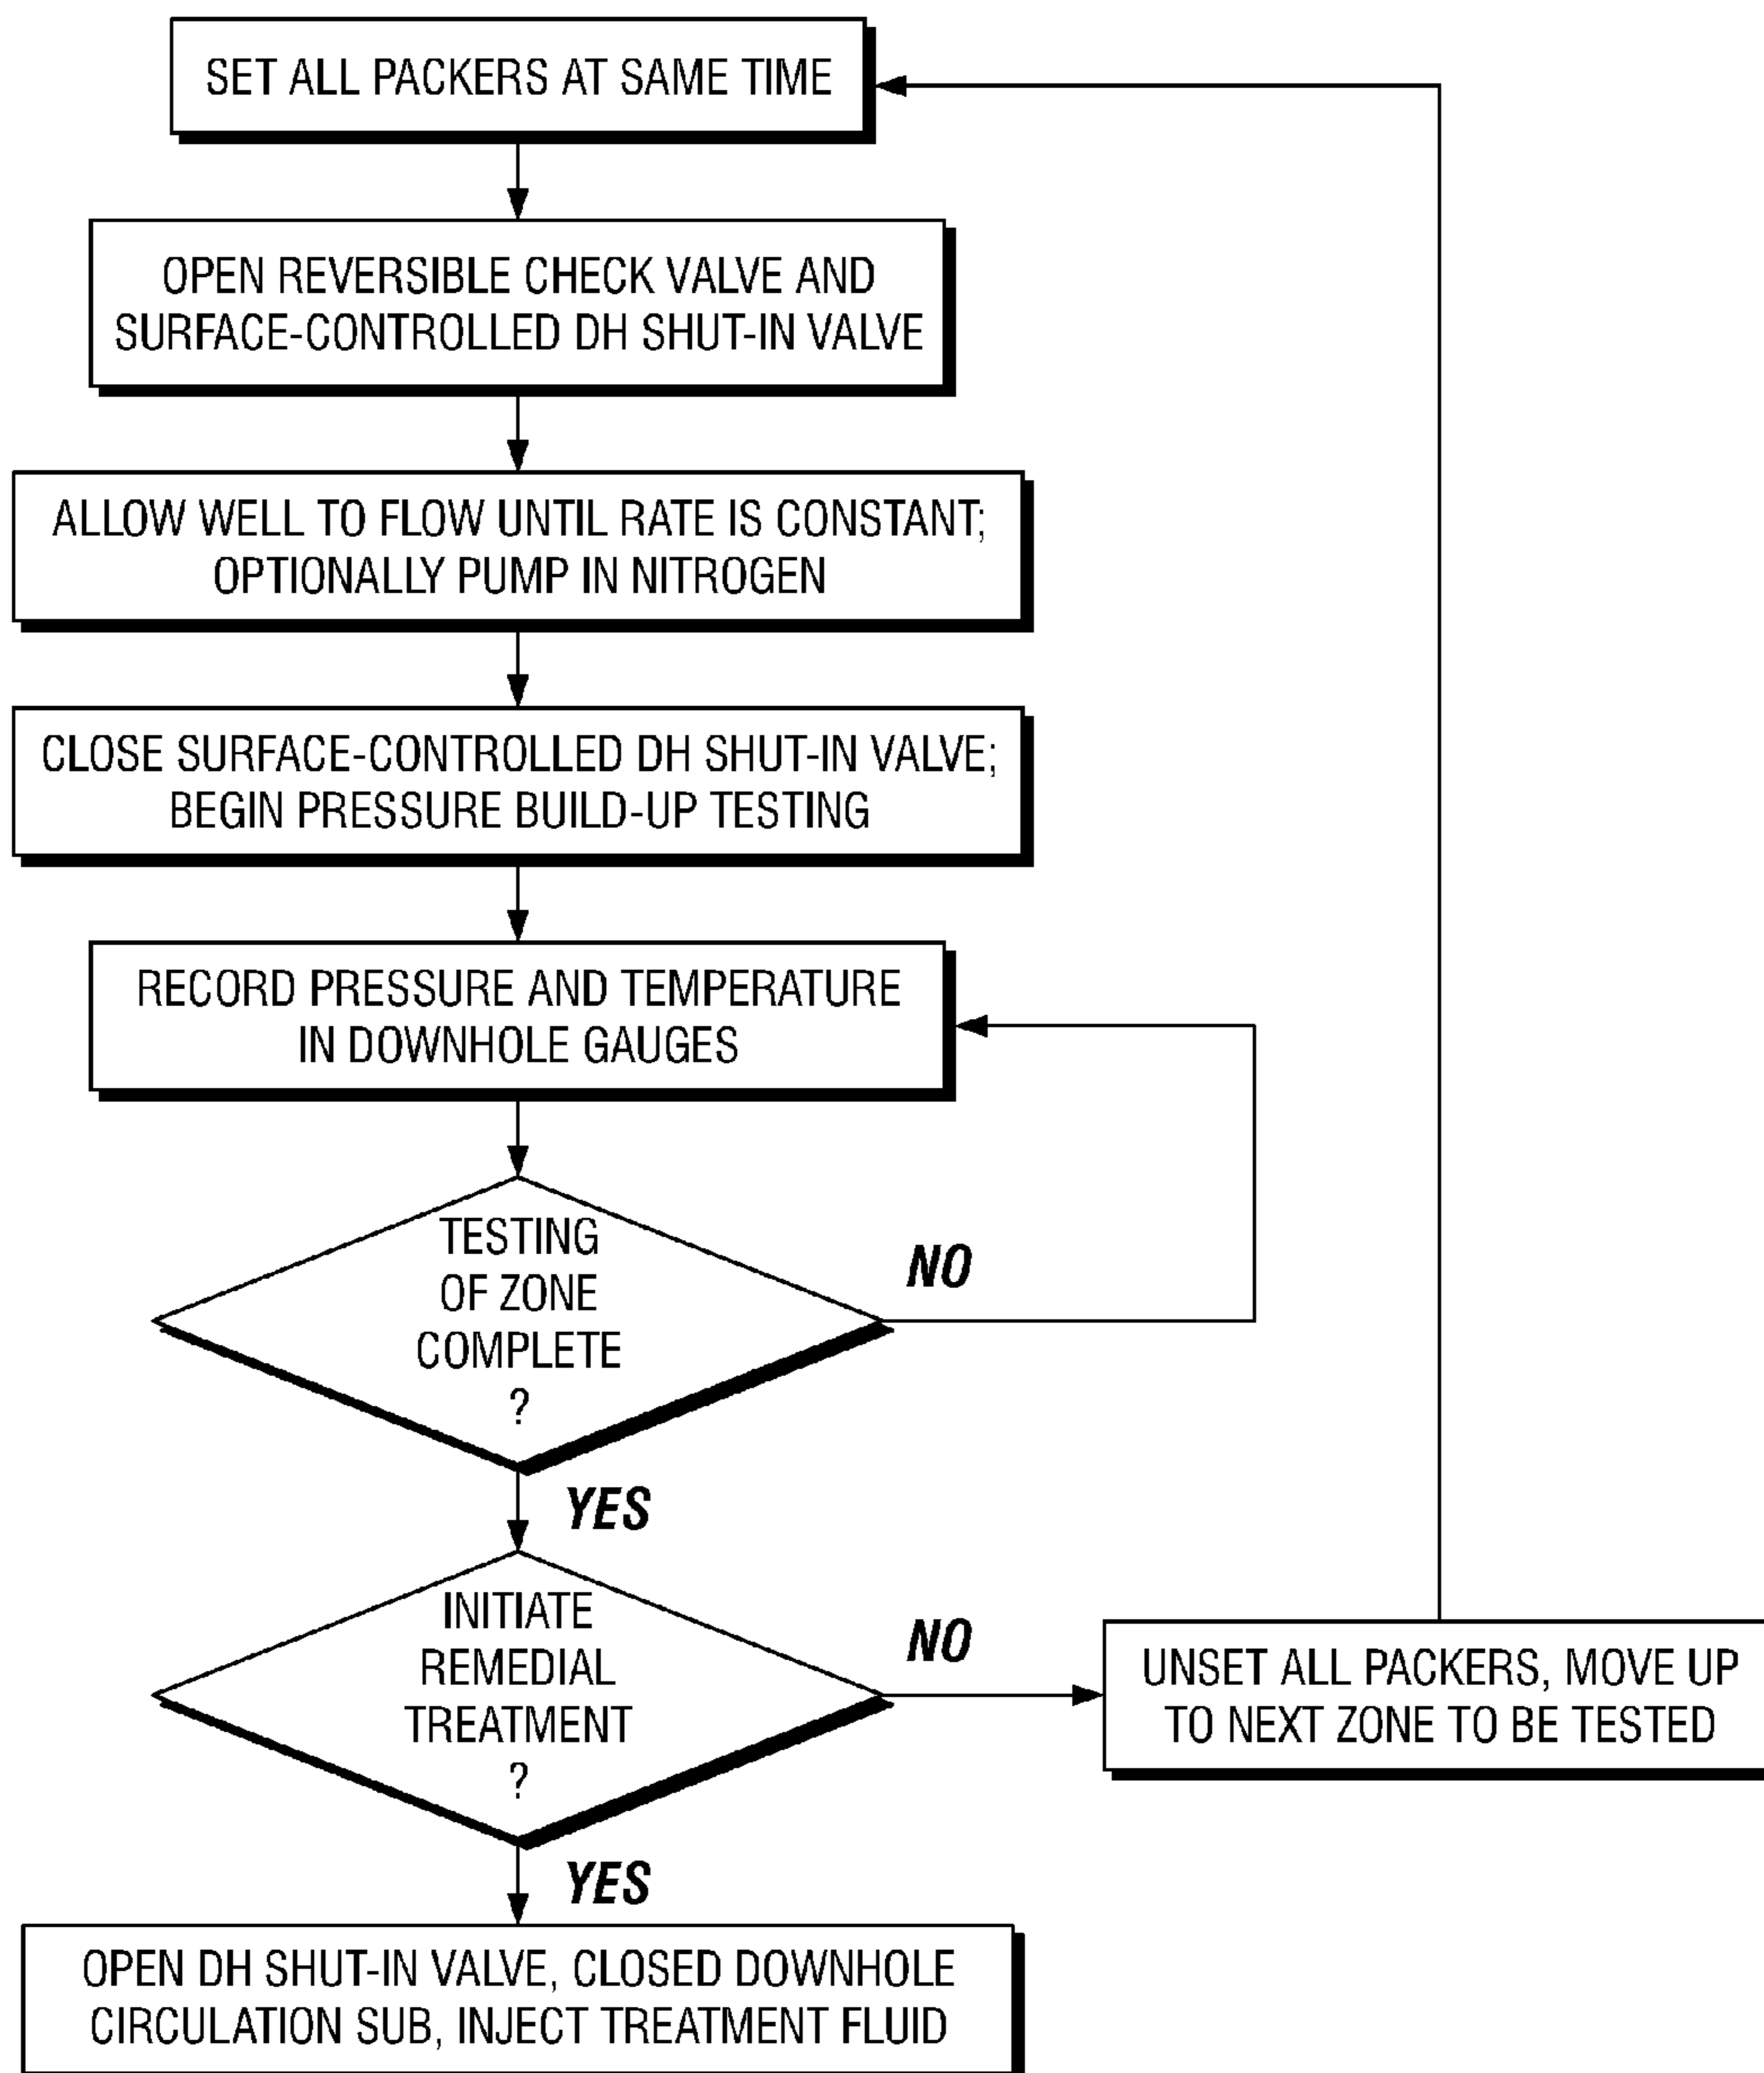 SET ALL PACKERS AT SAME TIME
OPEN REVERSIBLE CHECK VALVE AND
SURFACE-CONTROLLED DH SHUT-IN VALVE
ALLOW WELL TO FLOW UNTIL RATE IS CONSTANT;
OPTIONALLY PUMP IN NITROGEN
CLOSE SURFACE-CONTROLLED DH SHUT-IN VALVE;
BEGIN PRESSURE BUILD-UP TESTING
RECORD PRESSURE AND TEMPERATURE
IN DOWNHOLE GAUGES
TESTING
OF ZONE
COMPLETE
?
NO
YES
INITIATE
REMEDIAL
TREATMENT
?
NO
UNSET ALL PACKERS, MOVE UP
TO NEXT ZONE TO BE TESTED
YES
OPEN DH SHUT-IN VALVE, CLOSED DOWNHOLE
CIRCULATION SUB, INJECT TREATMENT FLUID